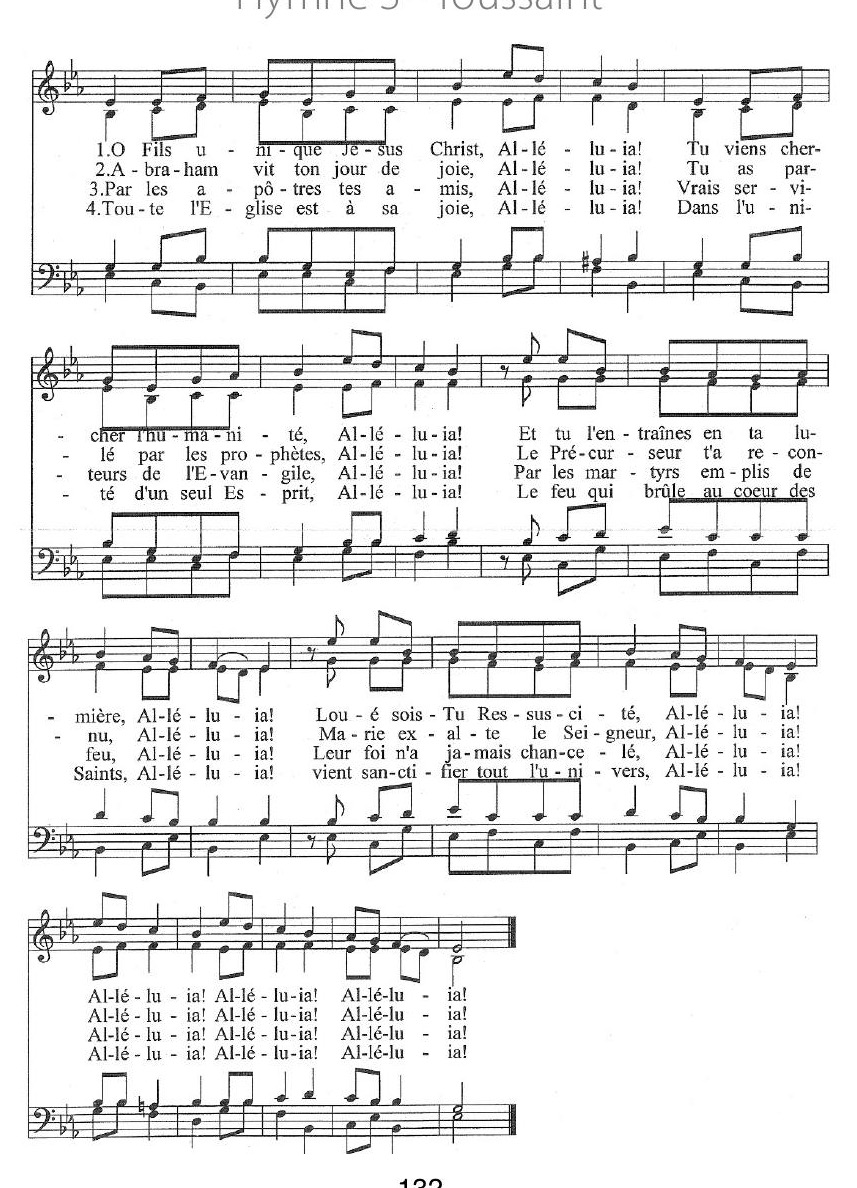 Hymne 5 - Toussaint
1.O Fils u - ni - que Je - sus Christ, Al - lé - lu - ia! Tu viens cher-
2.A - bra - ham vit ton jour de joie, Al - lé - lu - ia! Tu as par-
3.Par les a - pô - tres tes a - mis, Al - lé - lu - ia! Vrais ser - vi-
4.Tou - te l'E - glise est à sa joie, Al - lé - lu - ia! Dans l'u - ni-
- cher l'hu - ma - ni - té, Al - lé - lu - ia! Et tu l'en - traînes en ta lu-
- lé par les pro - phètes, Al - lé - lu - ia! Le Pré - cur - seur t'a re - con-
- teurs de l'E - van - gile, Al - lé - lu - ia! Par les mar - tyrs em - plis de
- té d'un seul Es - prit, Al - lé - lu - ia! Le feu qui brûle au coeur des
- mière, Al - lé - lu - ia! Lou - é sois - Tu Res - sus - ci - té, Al - lé - lu - ia!
- nu, Al - lé - lu - ia! Ma - rie ex - al - te le Sei - gneur, Al - lé - lu - ia!
feu, Al - lé - lu - ia! Leur foi n'a ja - mais chan - ce - lé, Al - lé - lu - ia!
Saints, Al - lé - lu - ia! vient sanc - ti - fier tout l'u - ni - vers, Al - lé - lu - ia!
Al - lé - lu - ia! Al - lé - lu - ia! Al - lé - lu - ia!
Al - lé - lu - ia! Al - lé - lu - ia! Al - lé - lu - ia!
Al - lé - lu - ia! Al - lé - lu - ia! Al - lé - lu - ia!
Al - lé - lu - ia! Al - lé - lu - ia! Al - lé - lu - ia!
132